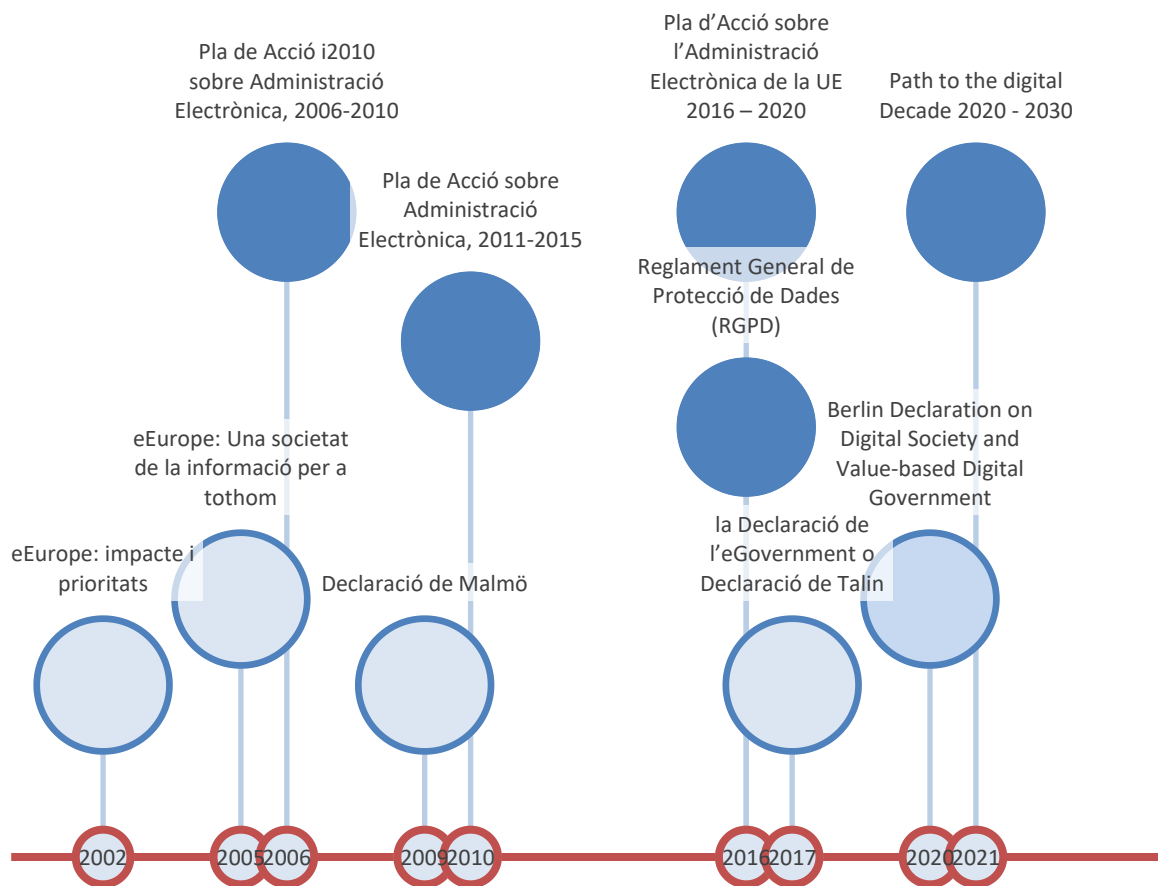 Pla de Acció i2010
sobre Administració
Electrònica, 2006-2010
Pla de Acció sobre
Administració
Electrònica, 2011-2015
Pla d’Acció sobre
l’Administració
Electrònica de la UE
2016 – 2020
Path to the digital
Decade 2020 - 2030
Reglament General de
Protecció de Dades
(RGPD)
eEurope: Una societat
de la informació per a
tothom
Berlin Declaration on
Digital Society and
Value-based Digital
Government
eEurope: impacte i
prioritats
Declaració de Malmö
la Declaració de
l’eGovernment o
Declaració de Talin
2002
2005
2006
2009
2010
2016
2017
2020
2021